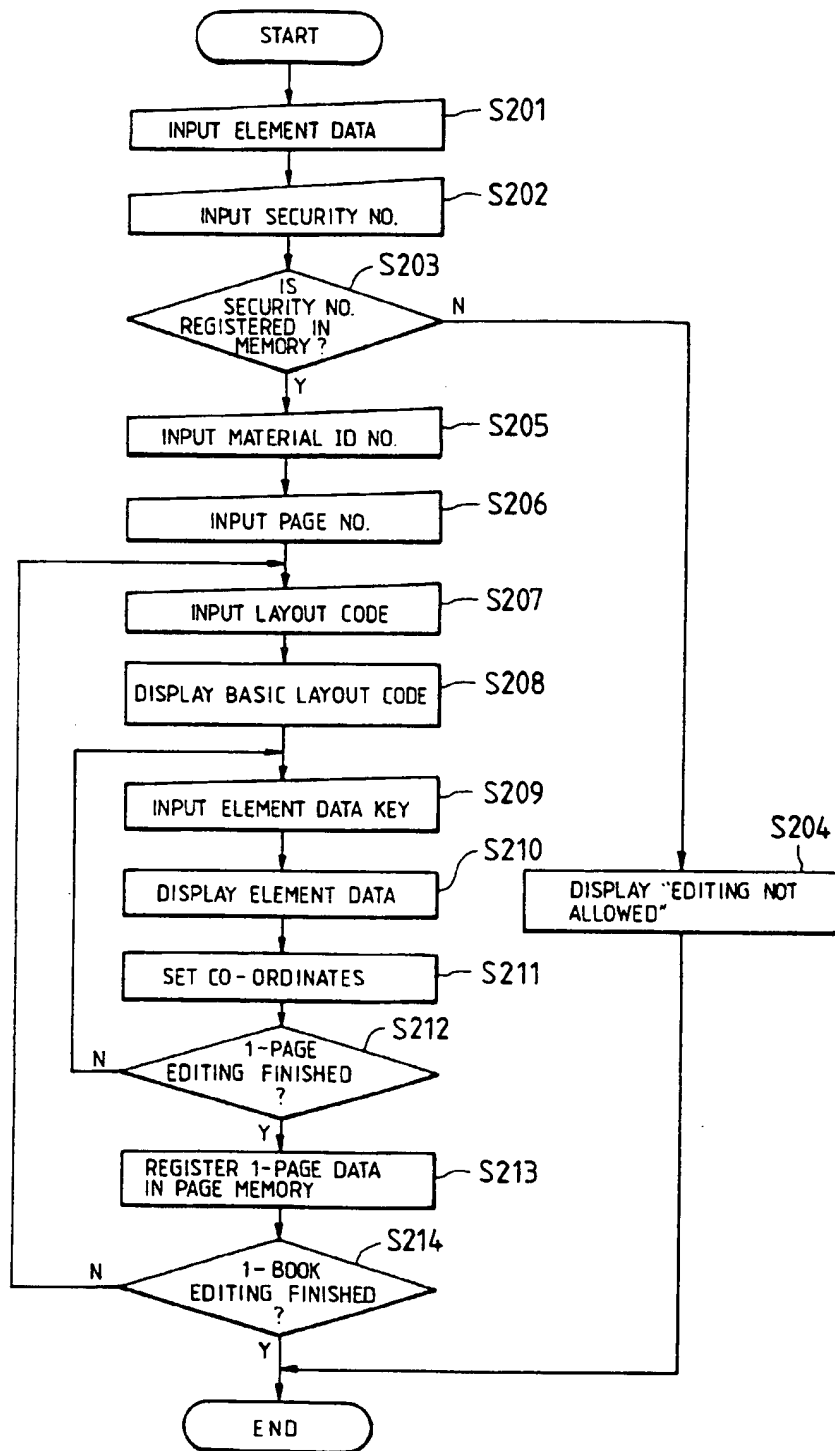 START
INPUT ELEMENT DATA
S201
INPUT SECURITY NO.
S202
S203
IS
SECURITY NO.
REGISTERED IN
MEMORY?
N
Y
INPUT MATERIAL ID NO.
S205
INPUT PAGE NO.
S206
INPUT LAYOUT CODE
S207
DISPLAY BASIC LAYOUT CODE
S208
INPUT ELEMENT DATA KEY
S209
DISPLAY ELEMENT DATA
S210
S204
DISPLAY "EDITING NOT
ALLOWED"
SET CO-ORDINATES
S211
S212
1-PAGE
EDITING FINISHED
?
N
Y
REGISTER 1-PAGE DATA
IN PAGE MEMORY
S213
S214
1-BOOK
EDITING FINISHED
?
N
Y
END